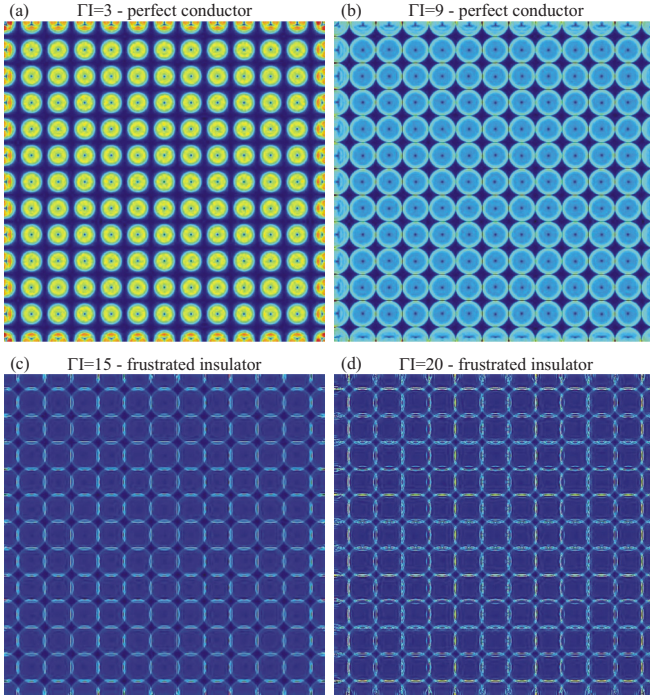 (a) ΓI=3 - perfect conductor
(b) ΓI=9 - perfect conductor
(c) ΓI=15 - frustrated insulator
(d) ΓI=20 - frustrated insulator